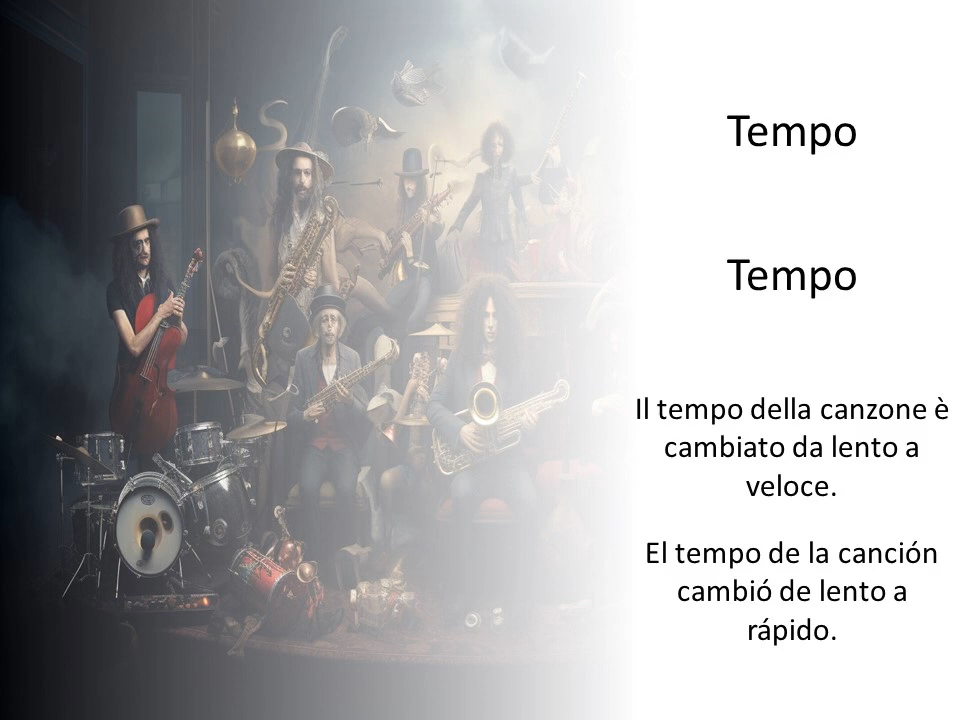 Tempo
Tempo
Il tempo della canzone è
cambiato da lento a
veloce.
El tempo de la canción
cambió de lento a
rápido.